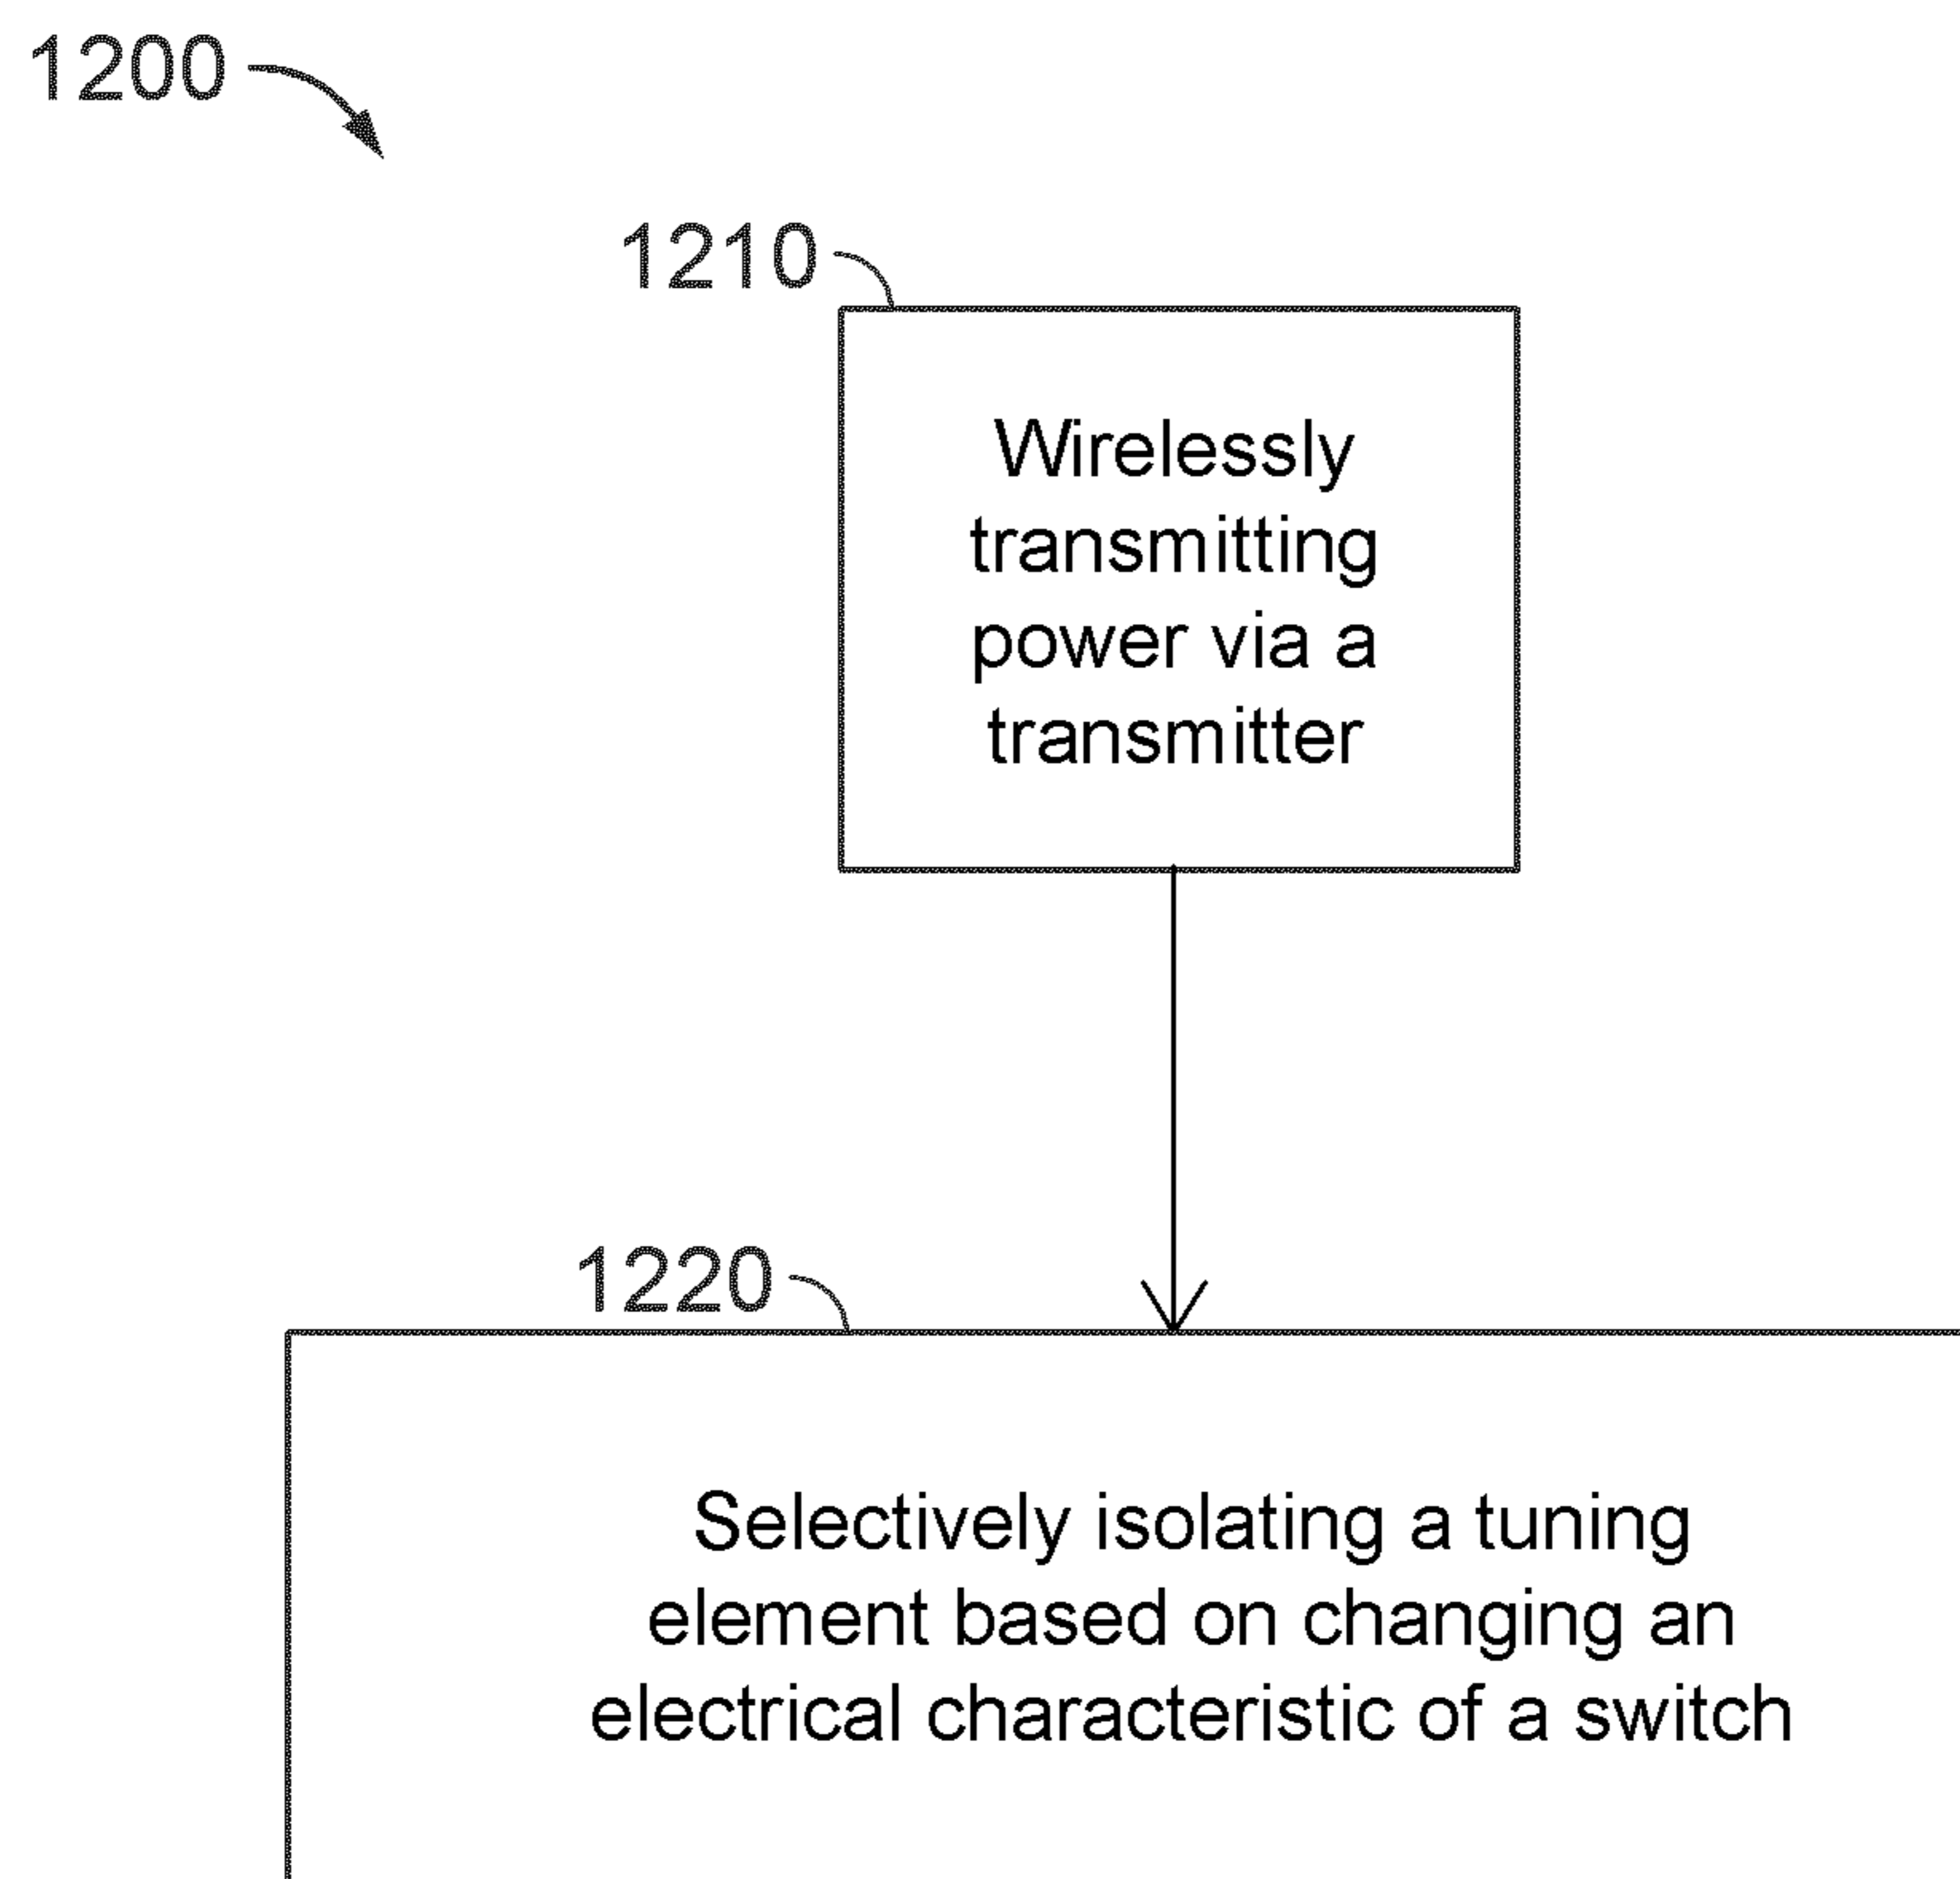 1200
1210
Wirelessly
transmitting
power via a
transmitter
1220
Selectively isolating a tuning
element based on changing an
electrical characteristic of a switch